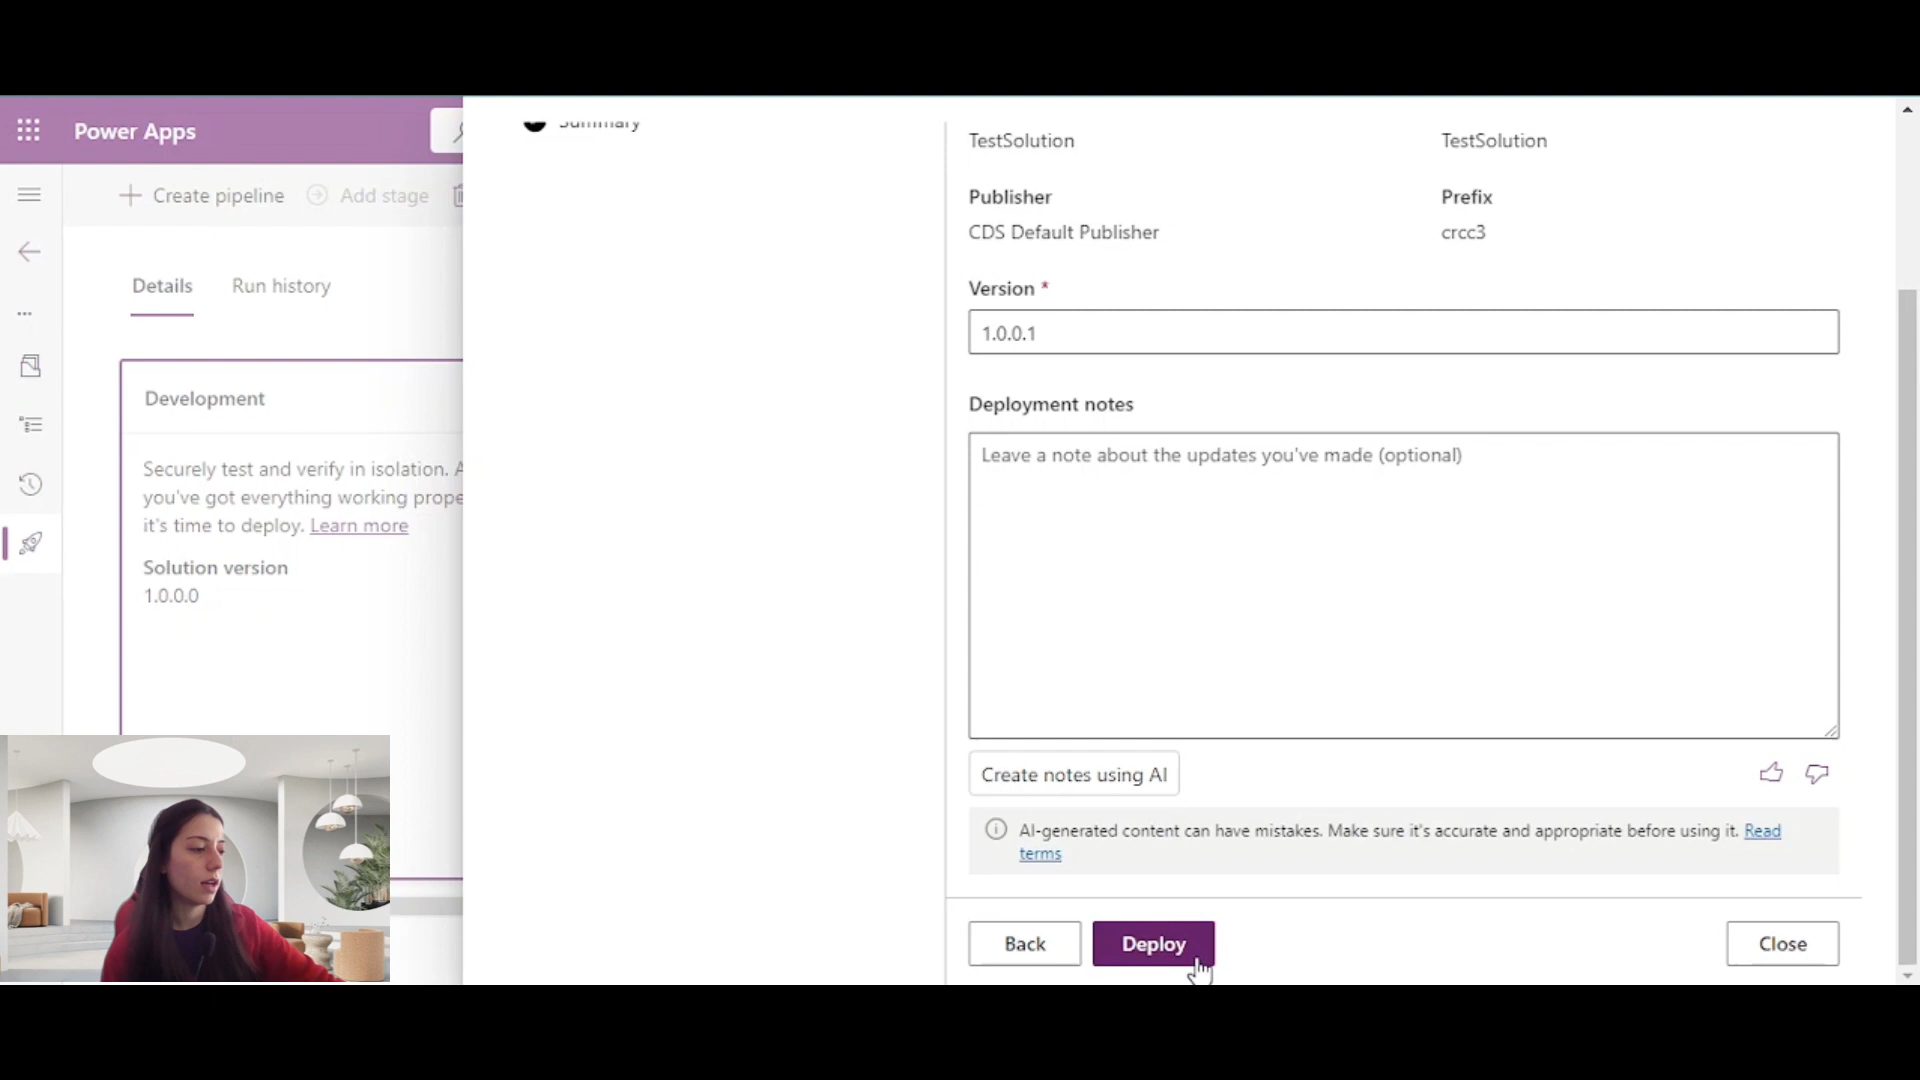 Power Apps
Create pipeline
Add stage
Details
Run history
Development
Securely test and verify in isolation. A
you've got everything working prope
it's time to deploy. Learn more
Solution version
1.0.0.0
Summary
TestSolution
TestSolution
Publisher
Prefix
CDS Default Publisher
crcc3
Version *
1.0.0.1
Deployment notes
Leave a note about the updates you've made (optional)
Create notes using AI
AI-generated content can have mistakes. Make sure it's accurate and appropriate before using it. Read
terms
Back
Deploy
Close